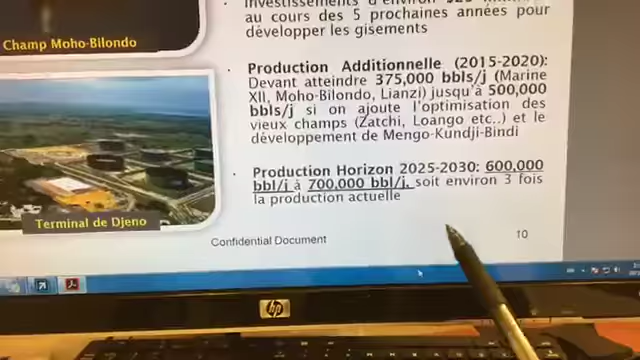 Champ Moho-Bilondo
Investissements d'environ $25
au cours des 5 prochaines années pour
développer les gisements
Production Additionnelle (2015-2020):
Devant atteindre 375,000 bbls/j (Marine
XII, Moho-Bilondo, Lianzi) jusqu'à 500,000
bbls/j si on ajoute l'optimisation des
vieux champs (Zatchi, Loango etc..) et le
développement de Mengo-Kundji-Bindi
Production Horizon 2025-2030: 600,000
bbl/j à 700,000 bbl/j, soit environ 3 fois
la production actuelle
Terminal de Djeno
Confidential Document
10
hp